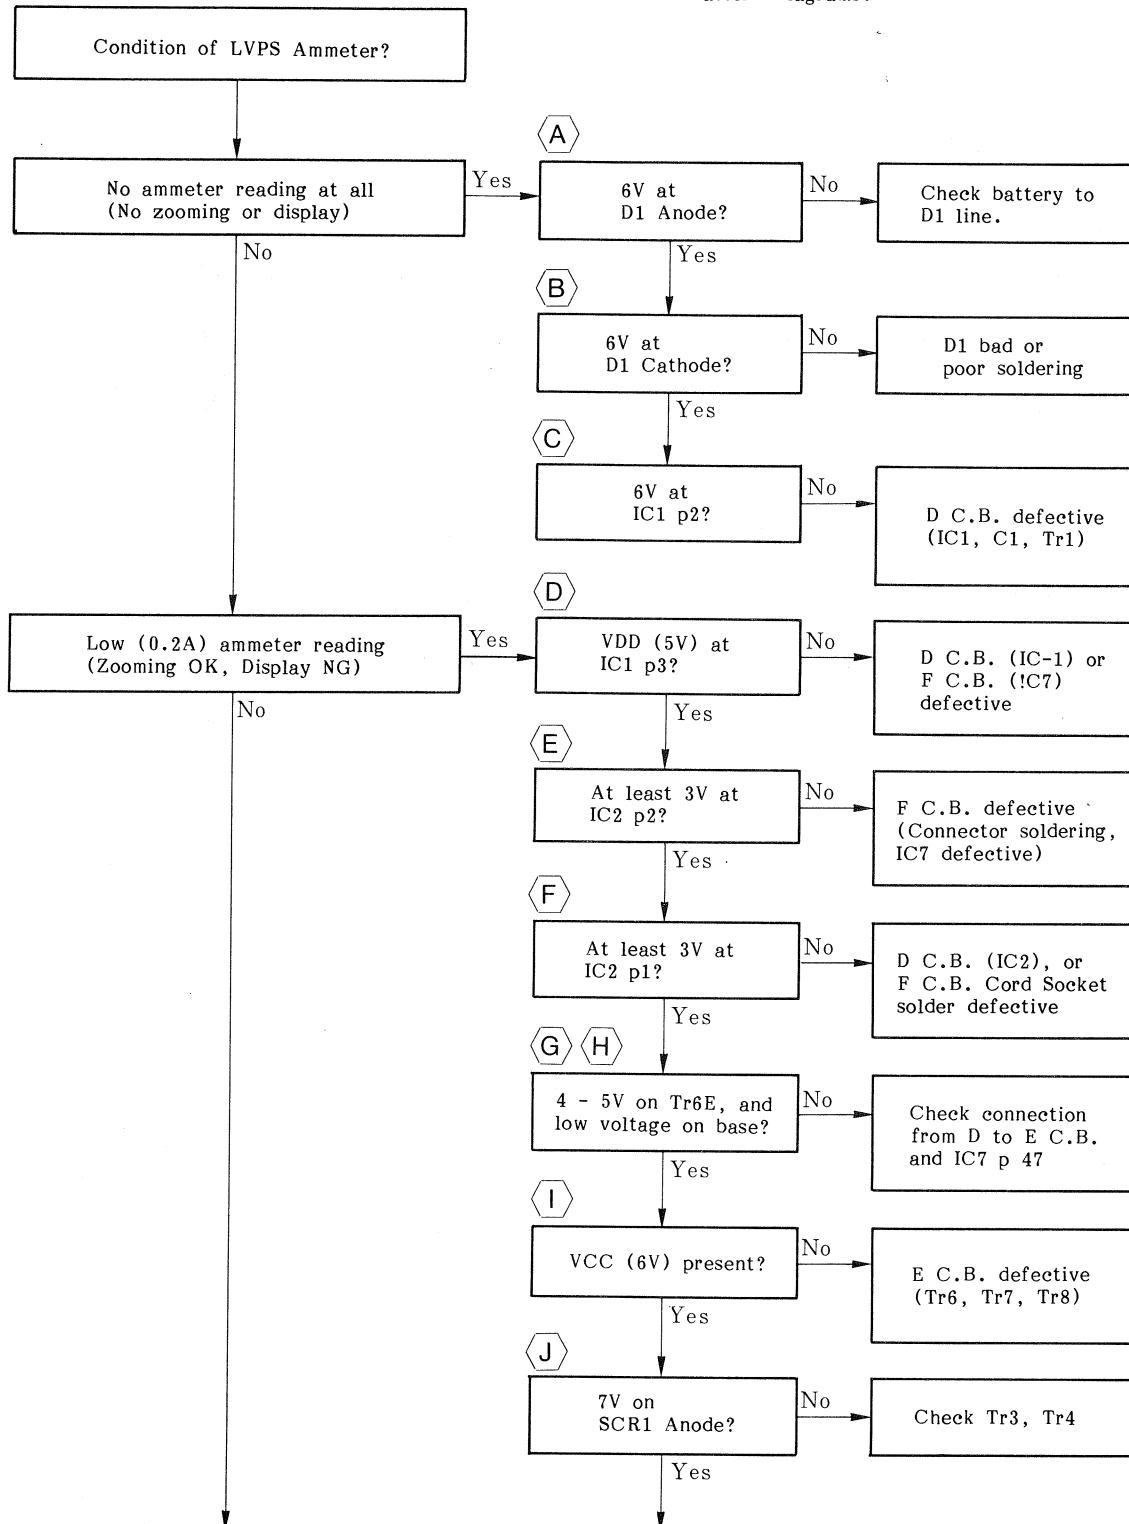 Condition of LVPS Ammeter?
No ammeter reading at all
(No zooming or display)
Yes
No
A
6V at
D1 Anode?
No
Check battery to
D1 line.
Yes
B
6V at
D1 Cathode?
No
D1 bad or
poor soldering
Yes
C
6V at
IC1 p2?
No
D C.B. defective
(IC1, C1, Tr1)
Low (0.2A) ammeter reading
(Zooming OK, Display NG)
Yes
No
D
VDD (5V) at
IC1 p3?
No
D C.B. (IC-1) or
F C.B. (!C7)
defective
Yes
E
At least 3V at
IC2 p2?
No
F C.B. defective
(Connector soldering,
IC7 defective)
Yes
F
At least 3V at
IC2 p1?
No
D C.B. (IC2), or
F C.B. Cord Socket
solder defective
Yes
G H
4 - 5V on Tr6E, and
low voltage on base?
No
Check connection
from D to E C.B.
and IC7 p 47
Yes
I
VCC (6V) present?
No
E C.B. defective
(Tr6, Tr7, Tr8)
Yes
J
7V on
SCR1 Anode?
No
Check Tr3, Tr4
Yes